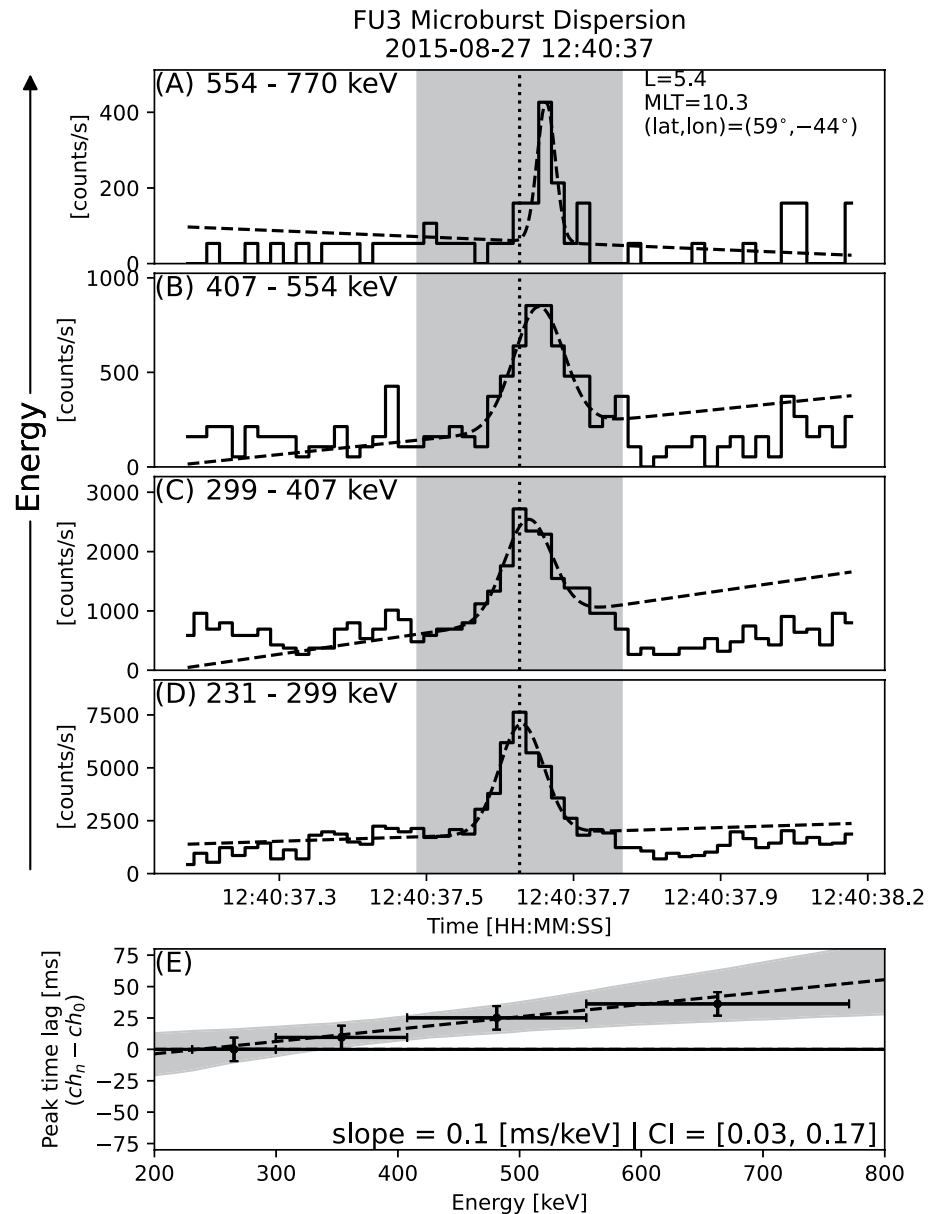 FU3 Microburst Dispersion
2015-08-27 12:40:37
Energy
(A) 554 - 770 keV
L=5.4
MLT=10.3
(lat,lon)=(59°,−44°)
400
200
0
[counts/s]
(B) 407 - 554 keV
1000
500
0
[counts/s]
(C) 299 - 407 keV
3000
2000
1000
0
[counts/s]
(D) 231 - 299 keV
7500
5000
2500
0
[counts/s]
12:40:37.3 12:40:37.5 12:40:37.7 12:40:37.9 12:40:38.2
Time [HH:MM:SS]
(E)
75
50
25
0
−25
−50
−75
Peak time lag [ms]
(chₙ − ch₀)
slope = 0.1 [ms/keV] | CI = [0.03, 0.17]
200 300 400 500 600 700 800
Energy [keV]